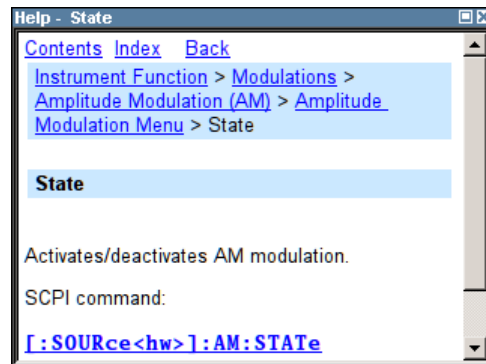 Help - State
Contents Index Back
Instrument Function > Modulations >
Amplitude Modulation (AM) > Amplitude
Modulation Menu > State
State
Activates/deactivates AM modulation.
SCPI command:
[:SOURce<hw>]:AM:STATe